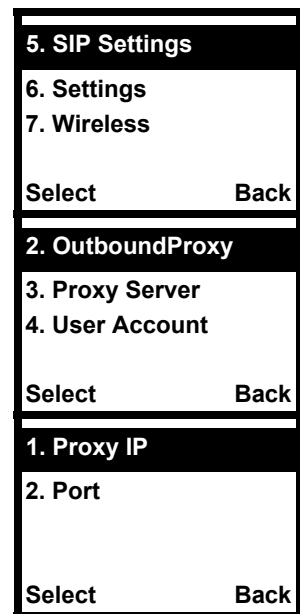 5. SIP Settings
6. Settings
7. Wireless
Select Back
2. OutboundProxy
3. Proxy Server
4. User Account
Select Back
1. Proxy IP
2. Port
Select Back